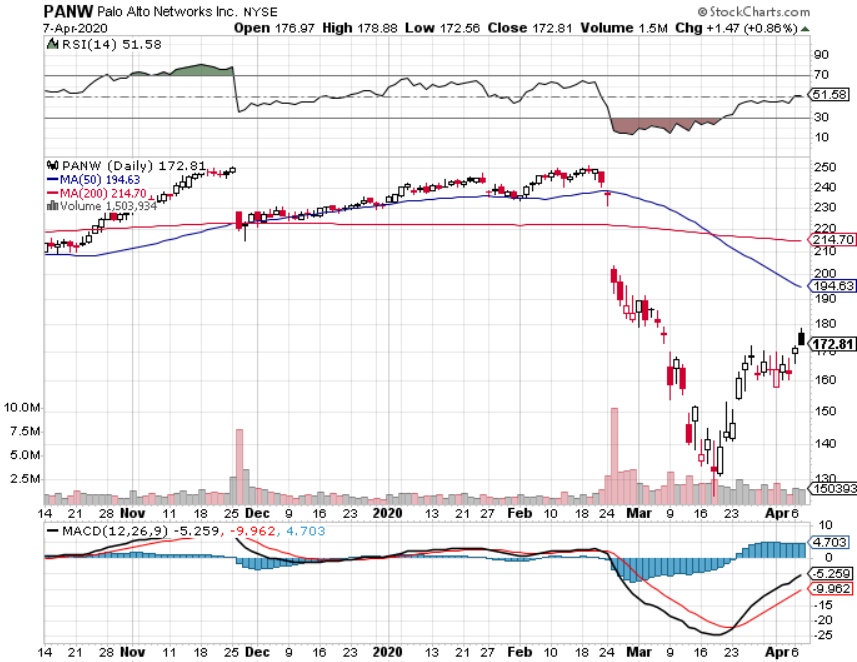 PANW Palo Alto Networks Inc. NYSE © StockCharts.com
7-Apr-2020 Open 176.97 High 178.88 Low 172.56 Close 172.81 Volume 1.5M Chg +1.47 (+0.86%)
RSI(14) 51.58
90
70
51.58
30
10
PANW (Daily) 172.81
MA(50) 194.63
MA(200) 214.70
Volume 1,503,934
250
240
230
220
214.70
210
200
194.63
190
180
172.81
170
160
150
140
130
150393
10.0M
7.5M
5.0M
2.5M
14 21 28 Nov 11 18 25 Dec 9 16 23 2020 13 21 27 Feb 10 18 24 Mar 9 16 23 Apr 6
MACD(12,26,9) -5.259, -9.962, 4.703
10
4.703
0
-5.259
-9.962
-15
-20
-25
14 21 28 Nov 11 18 25 Dec 9 16 23 2020 13 21 27 Feb 10 18 24 Mar 9 16 23 Apr 6